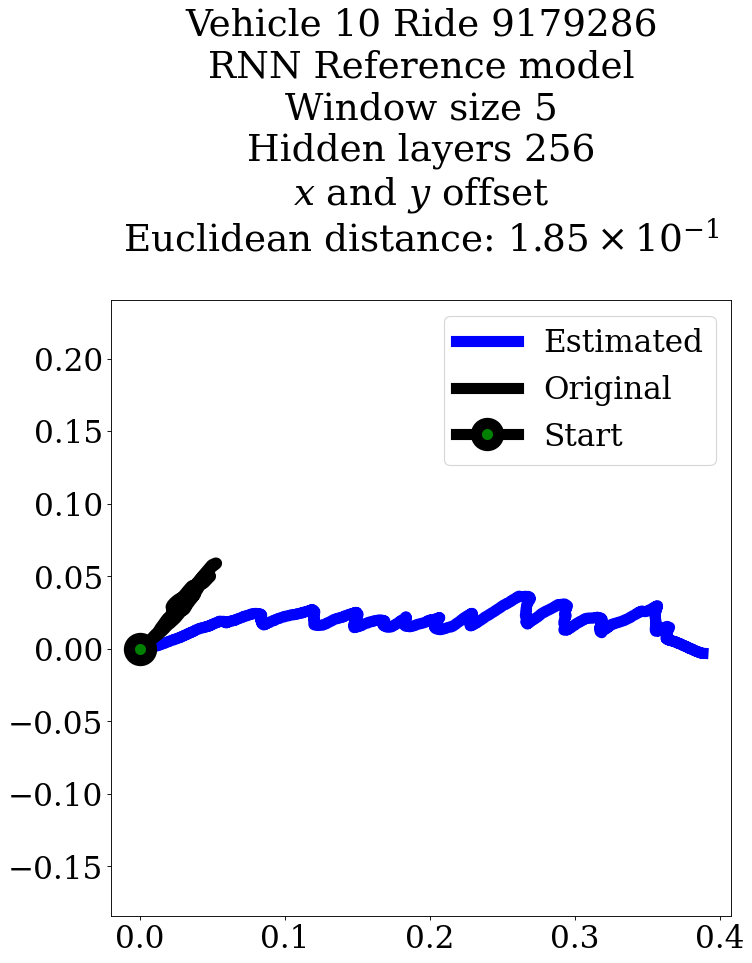 Vehicle 10 Ride 9179286
RNN Reference model
Window size 5
Hidden layers 256
x and y offset
Euclidean distance: 1.85 × 10⁻¹
Estimated
Original
Start
0.20
0.15
0.10
0.05
0.00
−0.05
−0.10
−0.15
0.0 0.1 0.2 0.3 0.4